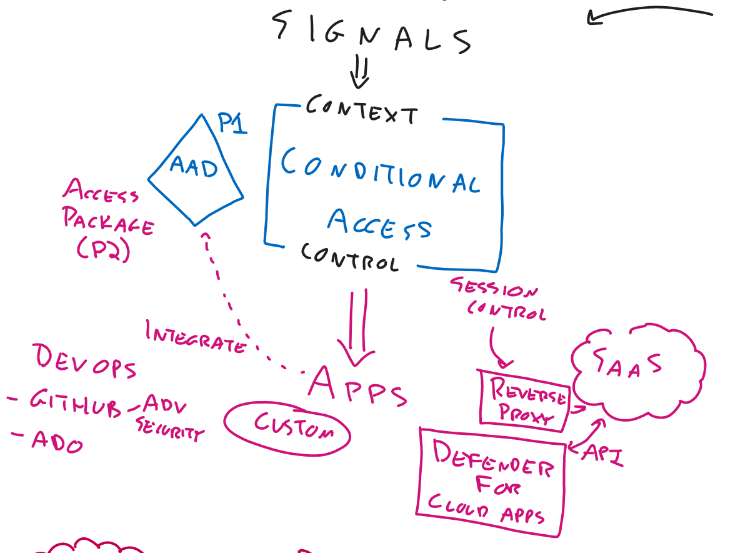 SIGNALS
CONTEXT
P1
AAD
CONDITIONAL
ACCESS
CONTROL
ACCESS
PACKAGE
(P2)
SESSION
CONTROL
INTEGRATE
APPS
CUSTOM
DEVOPS
- GITHUB - ADV
SECURITY
- ADO
REVERSE
PROXY
SAAS
API
DEFENDER
FOR
CLOUD APPS